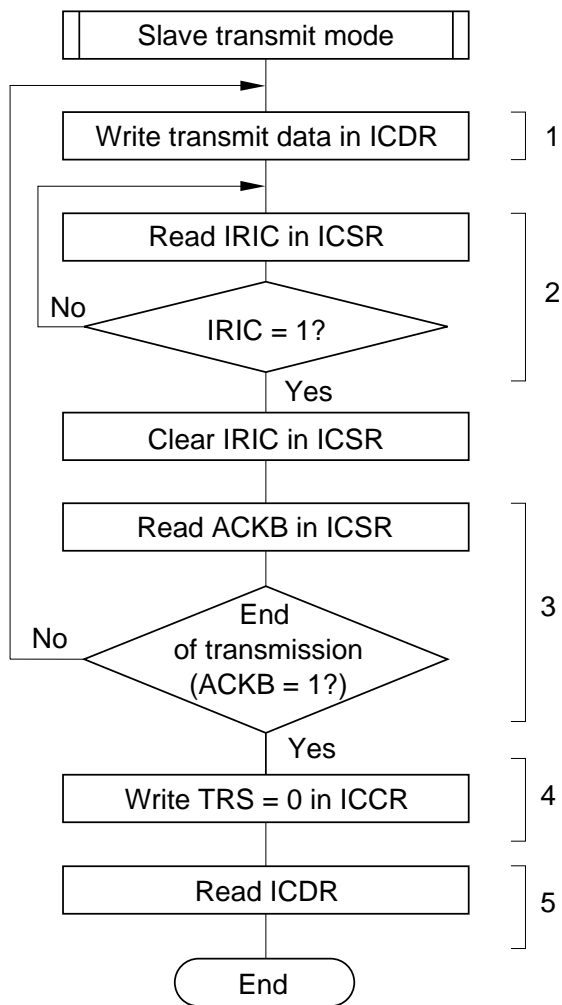 Slave transmit mode
Write transmit data in ICDR
1
Read IRIC in ICSR
2
No
IRIC = 1?
Yes
Clear IRIC in ICSR
Read ACKB in ICSR
3
End
No
of transmission
(ACKB = 1?)
Yes
Write TRS = 0 in ICCR
4
Read ICDR
5
End